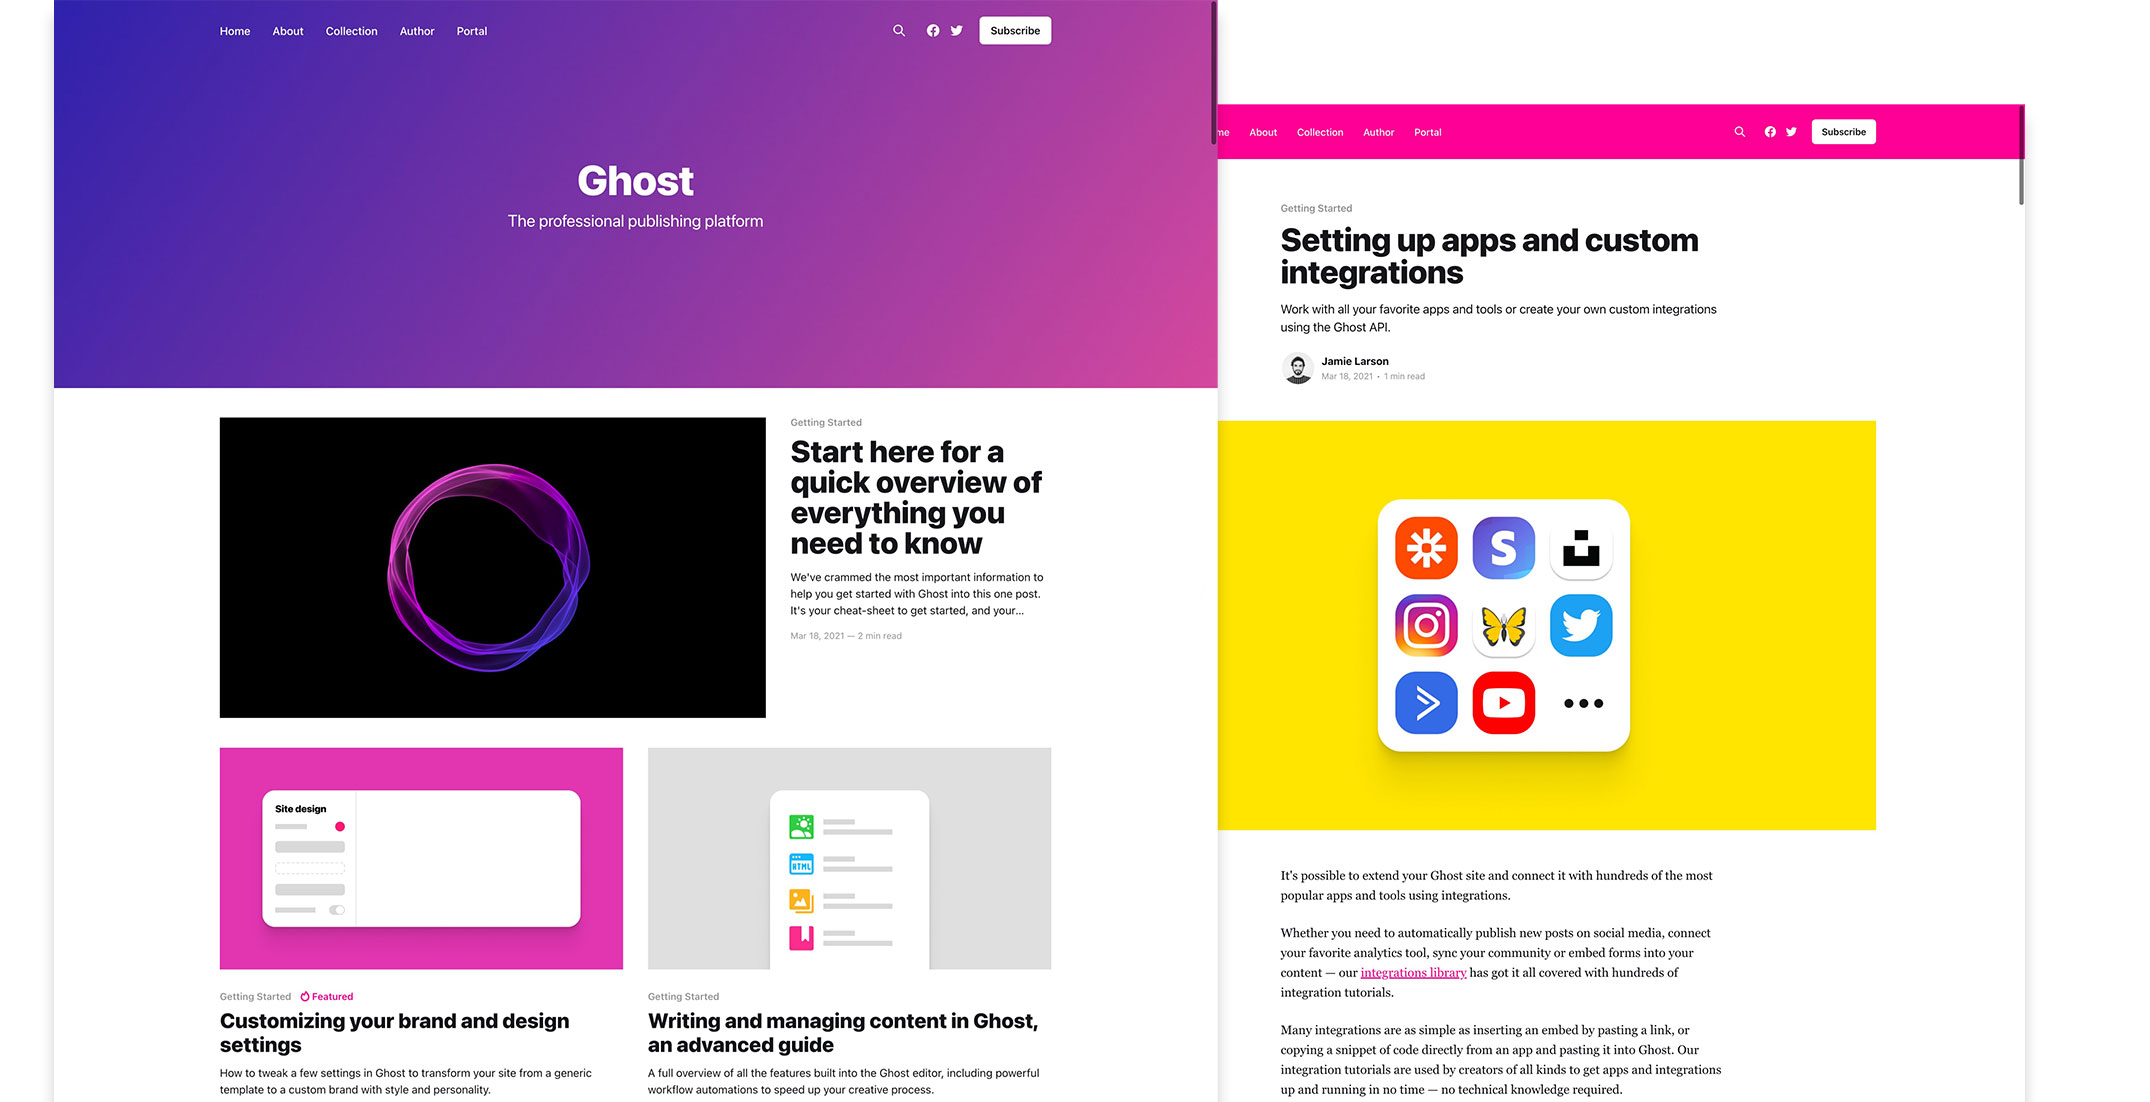 Home About Collection Author Portal
Subscribe
Ghost
The professional publishing platform
Getting Started
Start here for a
quick overview of
everything you
need to know
We've crammed the most important information to
help you get started with Ghost into this one post.
It's your cheat-sheet to get started, and your...
Mar 18, 2021 — 2 min read
Site design
HTML
Getting Started Featured
Customizing your brand and design
settings
How to tweak a few settings in Ghost to transform your site from a generic
template to a custom brand with style and personality.
Getting Started
Writing and managing content in Ghost,
an advanced guide
A full overview of all the features built into the Ghost editor, including powerful
workflow automations to speed up your creative process.
me About Collection Author Portal
Subscribe
Getting Started
Setting up apps and custom
integrations
Work with all your favorite apps and tools or create your own custom integrations
using the Ghost API.
Jamie Larson
Mar 18, 2021 • 1 min read
S
It's possible to extend your Ghost site and connect it with hundreds of the most
popular apps and tools using integrations.
Whether you need to automatically publish new posts on social media, connect
your favorite analytics tool, sync your community or embed forms into your
content — our integrations library has got it all covered with hundreds of
integration tutorials.
Many integrations are as simple as inserting an embed by pasting a link, or
copying a snippet of code directly from an app and pasting it into Ghost. Our
integration tutorials are used by creators of all kinds to get apps and integrations
up and running in no time — no technical knowledge required.